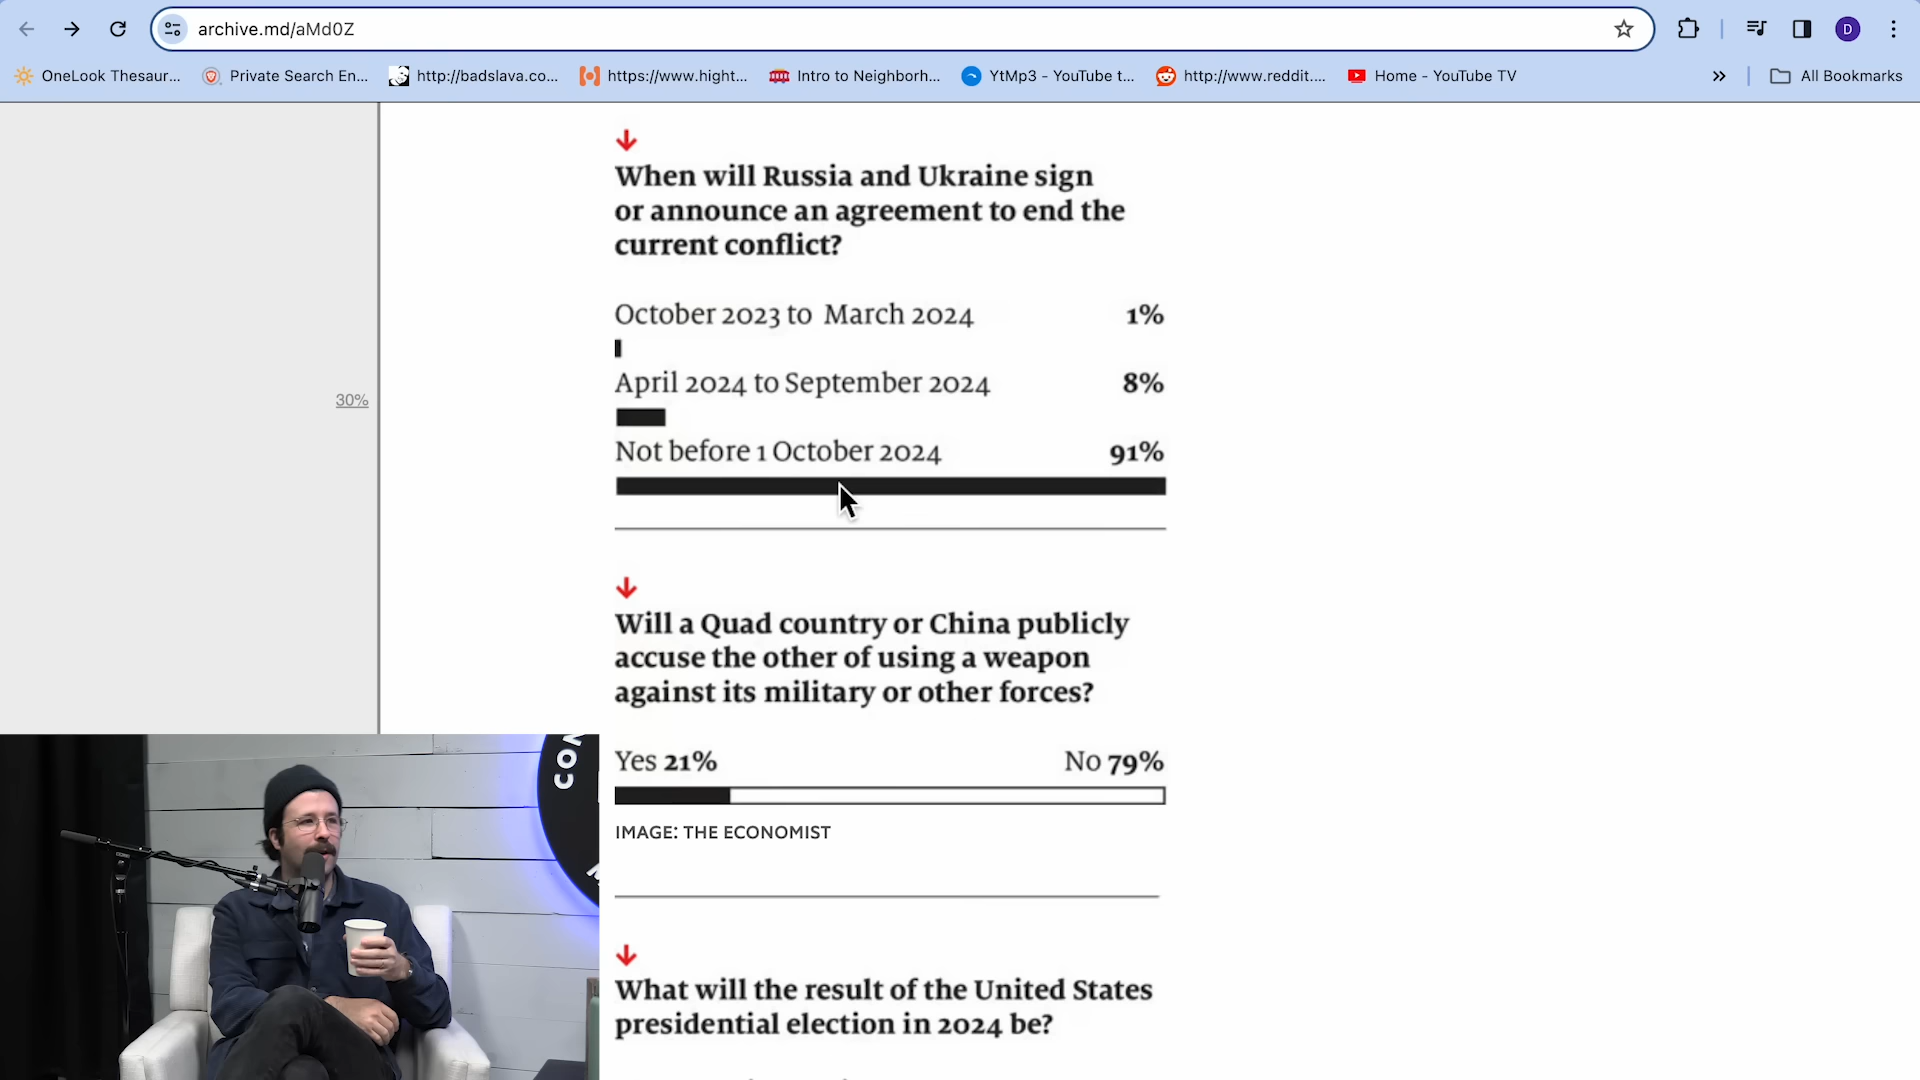 archive.md/aMd0Z
D
OneLook Thesaur...
Private Search En...
http://badslava.co...
https://www.hight...
Intro to Neighborh...
YtMp3 - YouTube t...
http://www.reddit....
Home - YouTube TV
»
All Bookmarks
When will Russia and Ukraine sign
or announce an agreement to end the
current conflict?
October 2023 to March 2024 1%
April 2024 to September 2024 8%
30%
Not before 1 October 2024 91%
Will a Quad country or China publicly
accuse the other of using a weapon
against its military or other forces?
Yes 21% No 79%
IMAGE: THE ECONOMIST
CON
What will the result of the United States
presidential election in 2024 be?